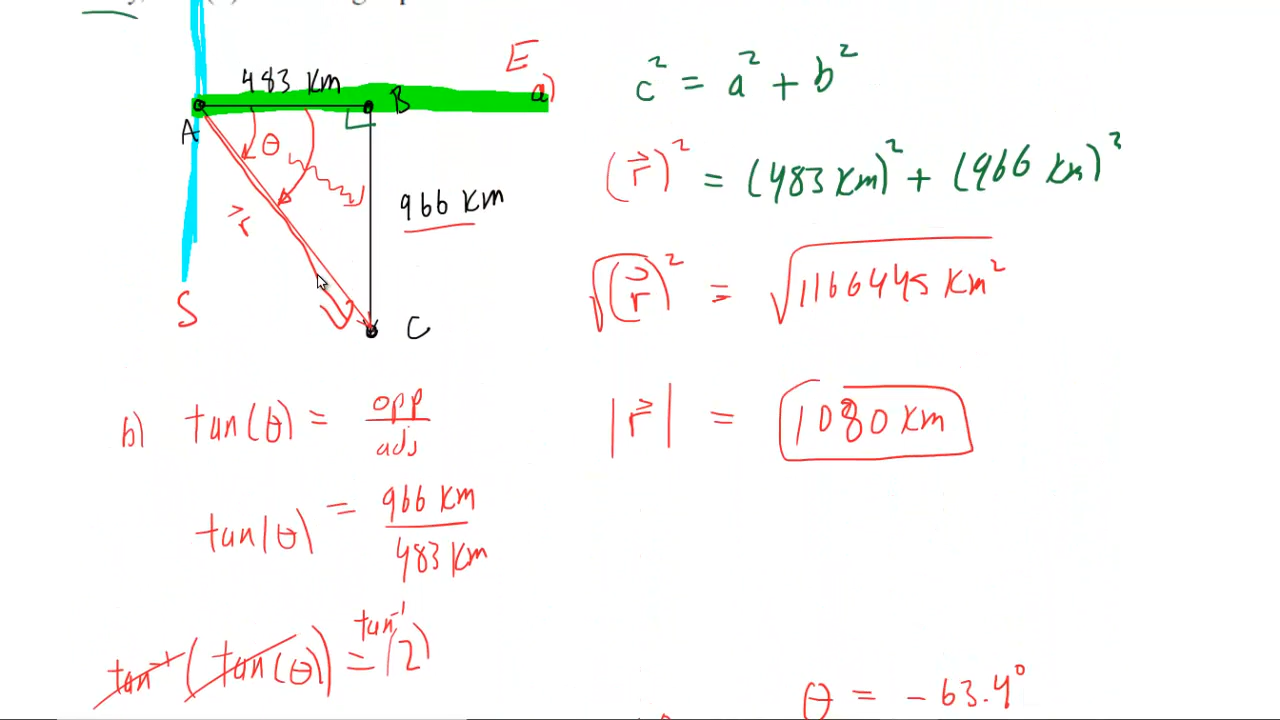 483 km
E
a)
A
B
θ
r⃗
966 km
S
C
c² = a² + b²
(r⃗)² = (483 km)² + (966 km)²
√(r⃗)² = √1166445 km²
|r⃗| = 1080 km
b) tan(θ) = opp/adj
tan(θ) = 966 km/483 km
tan⁻¹(tan(θ)) = tan⁻¹(2)
θ = -63.4°